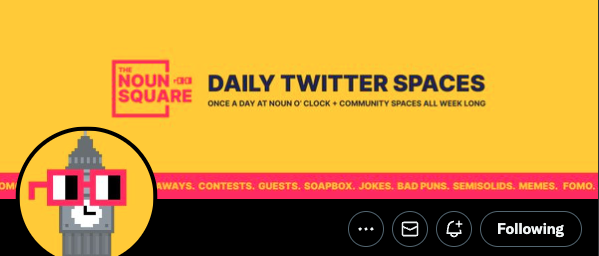 THE
NOUN
SQUARE
DAILY TWITTER SPACES
ONCE A DAY AT NOUN O' CLOCK + COMMUNITY SPACES ALL WEEK LONG
AWAYS. CONTESTS. GUESTS. SOAPBOX. JOKES. BAD PUNS. SEMISOLIDS. MEMES. FOMO.
Following